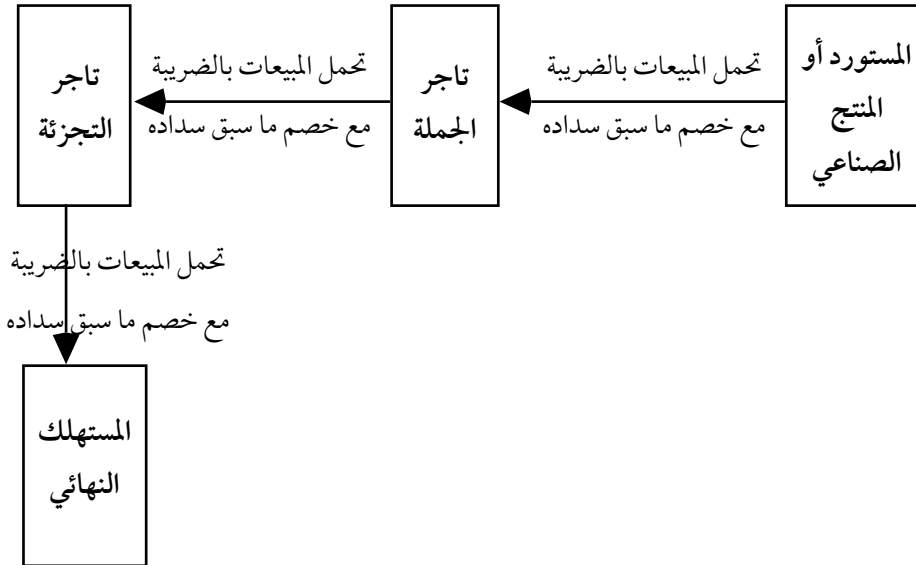 المستورد أو
المنتج
الصناعي
تحمل المبيعات بالضريبة
مع خصم ما سبق سداده
تاجر
الجملة
تحمل المبيعات بالضريبة
مع خصم ما سبق سداده
تاجر
التجزئة
تحمل المبيعات بالضريبة
مع خصم ما سبق سداده
المستهلك
النهائي